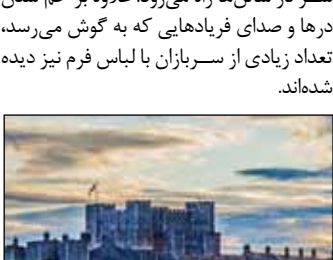 درها و صدای فریادهایی که به گوش می‌رسد،
تعداد زیادی از سربازان با لباس فرم نیز دیده
شده‌اند.